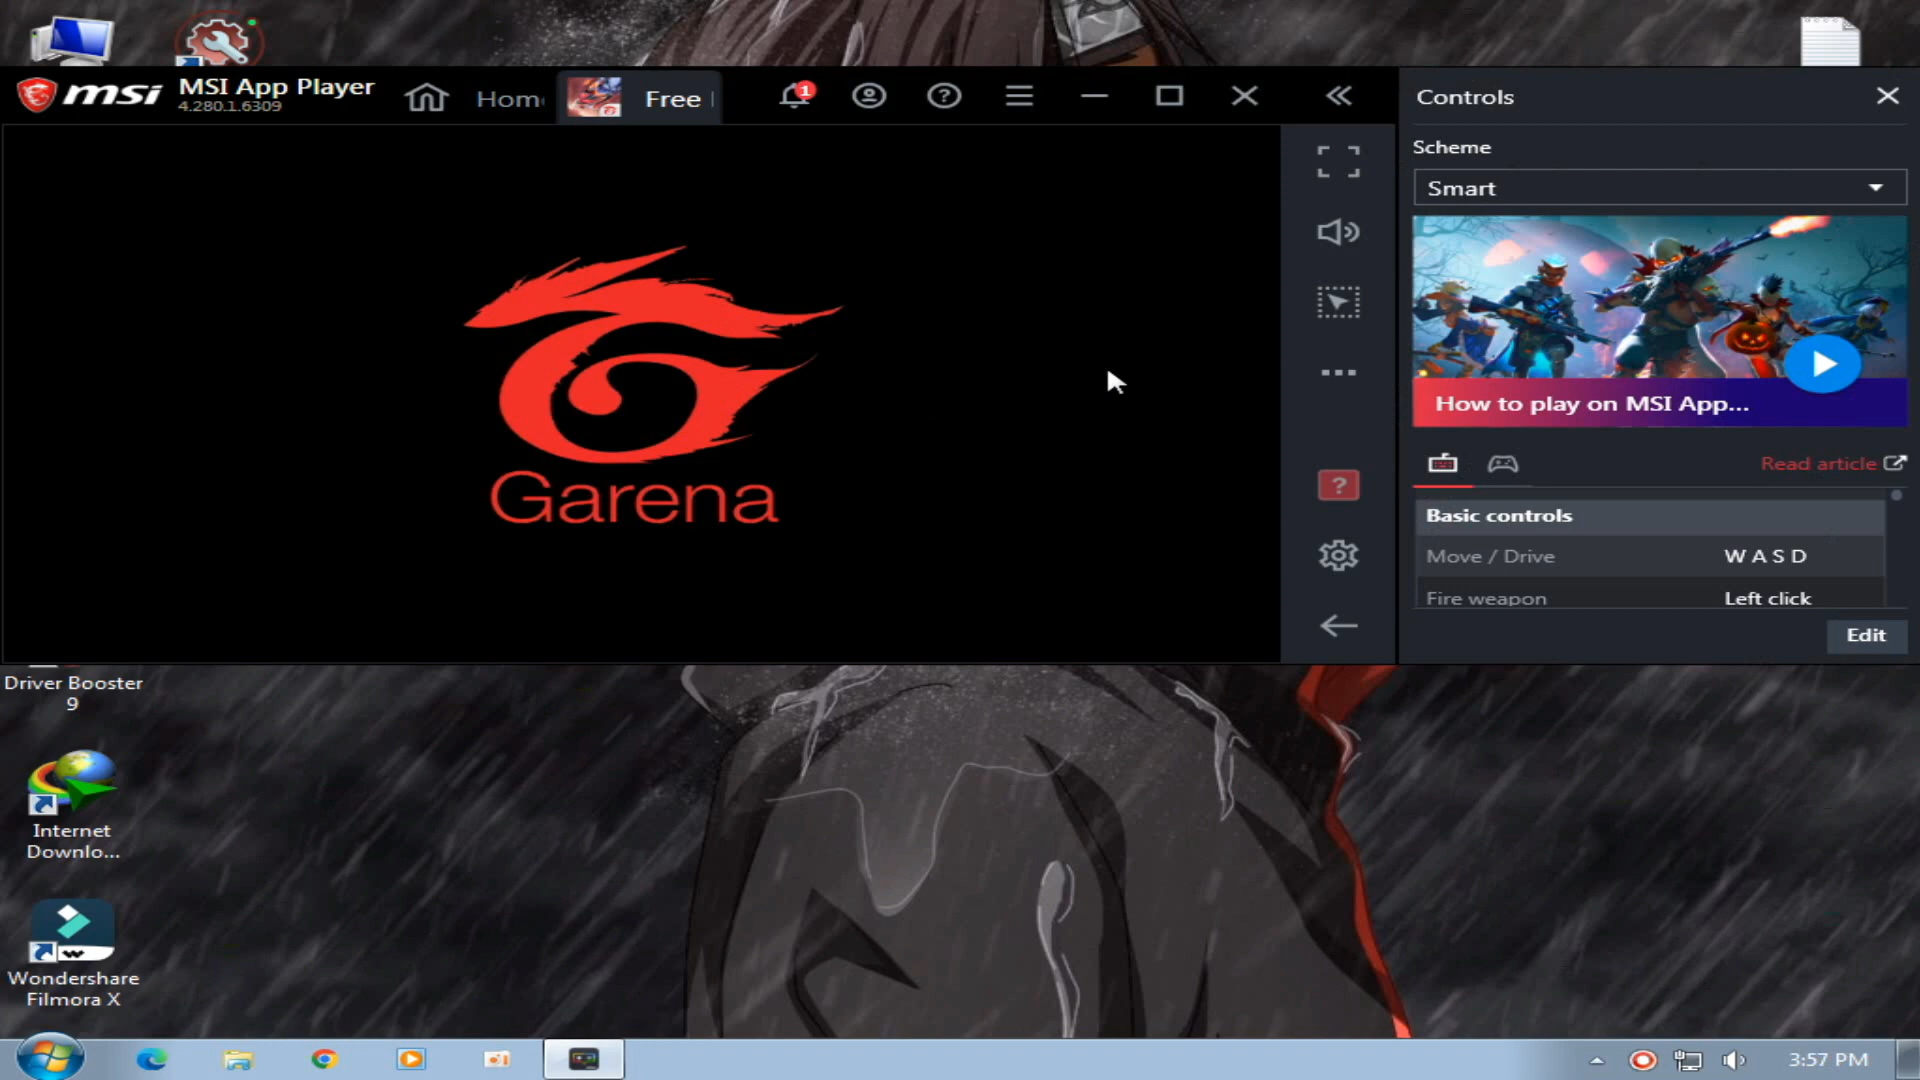 msi MSI App Player
4.280.1.6309
Hom
Free
1
Garena
Controls
Scheme
Smart
How to play on MSI App...
Read article
Basic controls
Move / Drive W A S D
Fire weapon Left click
Edit
Driver Booster
9
Internet
Downlo...
Wondershare
Filmora X
3:57 PM